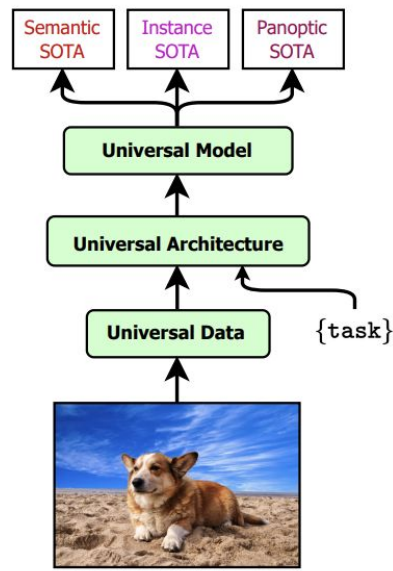 Semantic
SOTA
Instance
SOTA
Panoptic
SOTA
Universal Model
Universal Architecture
Universal Data
{task}